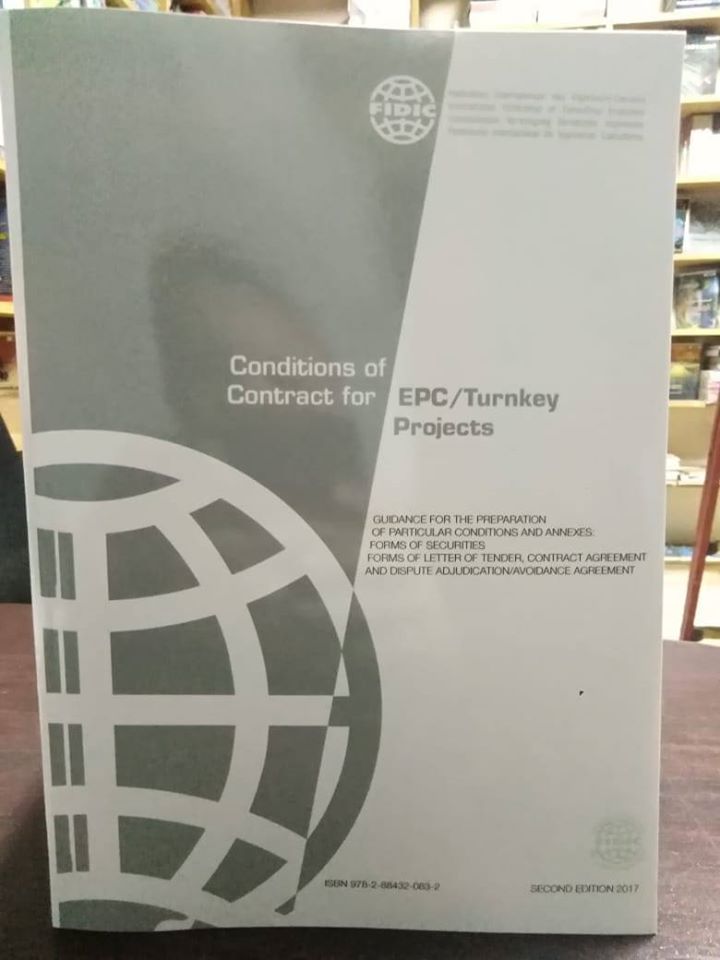 FIDIC
Conditions of
Contract for EPC/Turnkey
Projects
GUIDANCE FOR THE PREPARATION
OF PARTICULAR CONDITIONS AND ANNEXES:
FORMS OF SECURITIES
FORMS OF LETTER OF TENDER, CONTRACT AGREEMENT
AND DISPUTE ADJUDICATION/AVOIDANCE AGREEMENT
ISBN 978-2-88432-083-2
SECOND EDITION 2017